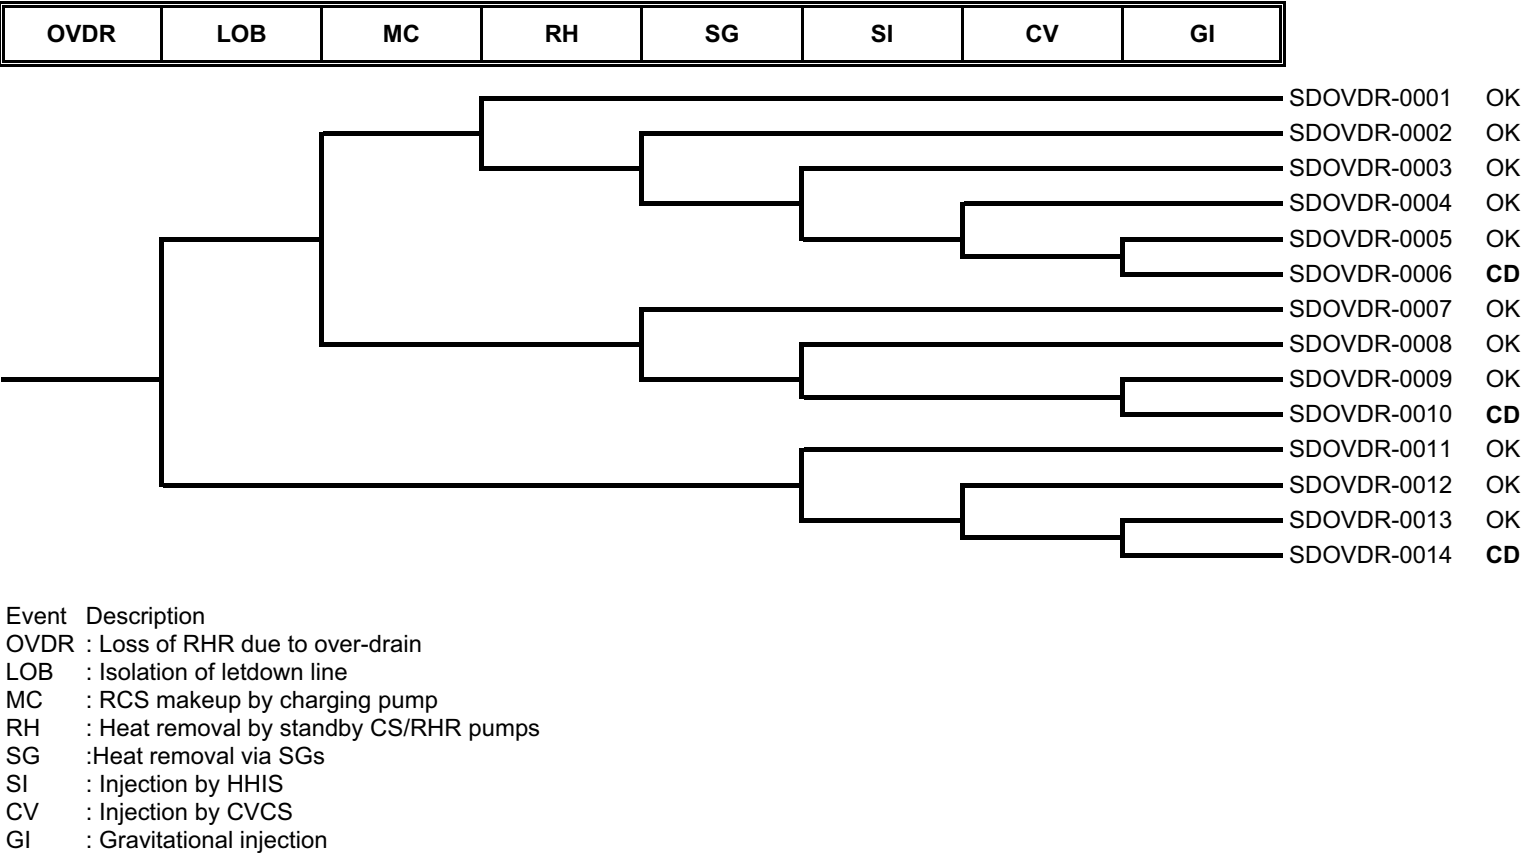 OVDR LOB MC RH SG SI CV GI
SDOVDR-0001 OK
SDOVDR-0002 OK
SDOVDR-0003 OK
SDOVDR-0004 OK
SDOVDR-0005 OK
SDOVDR-0006 CD
SDOVDR-0007 OK
SDOVDR-0008 OK
SDOVDR-0009 OK
SDOVDR-0010 CD
SDOVDR-0011 OK
SDOVDR-0012 OK
SDOVDR-0013 OK
SDOVDR-0014 CD
Event Description
OVDR : Loss of RHR due to over-drain
LOB : Isolation of letdown line
MC : RCS makeup by charging pump
RH : Heat removal by standby CS/RHR pumps
SG :Heat removal via SGs
SI : Injection by HHIS
CV : Injection by CVCS
GI : Gravitational injection